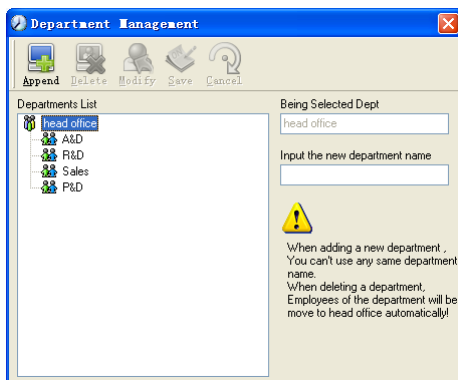 Department Management
Append Delete Modify Save Cancel
Departments List
head office
A&D
R&D
Sales
P&D
Being Selected Dept
head office
Input the new department name
When adding a new department ,
You can't use any same department
name.
When deleting a department,
Employees of the department will be
move to head office automatically!